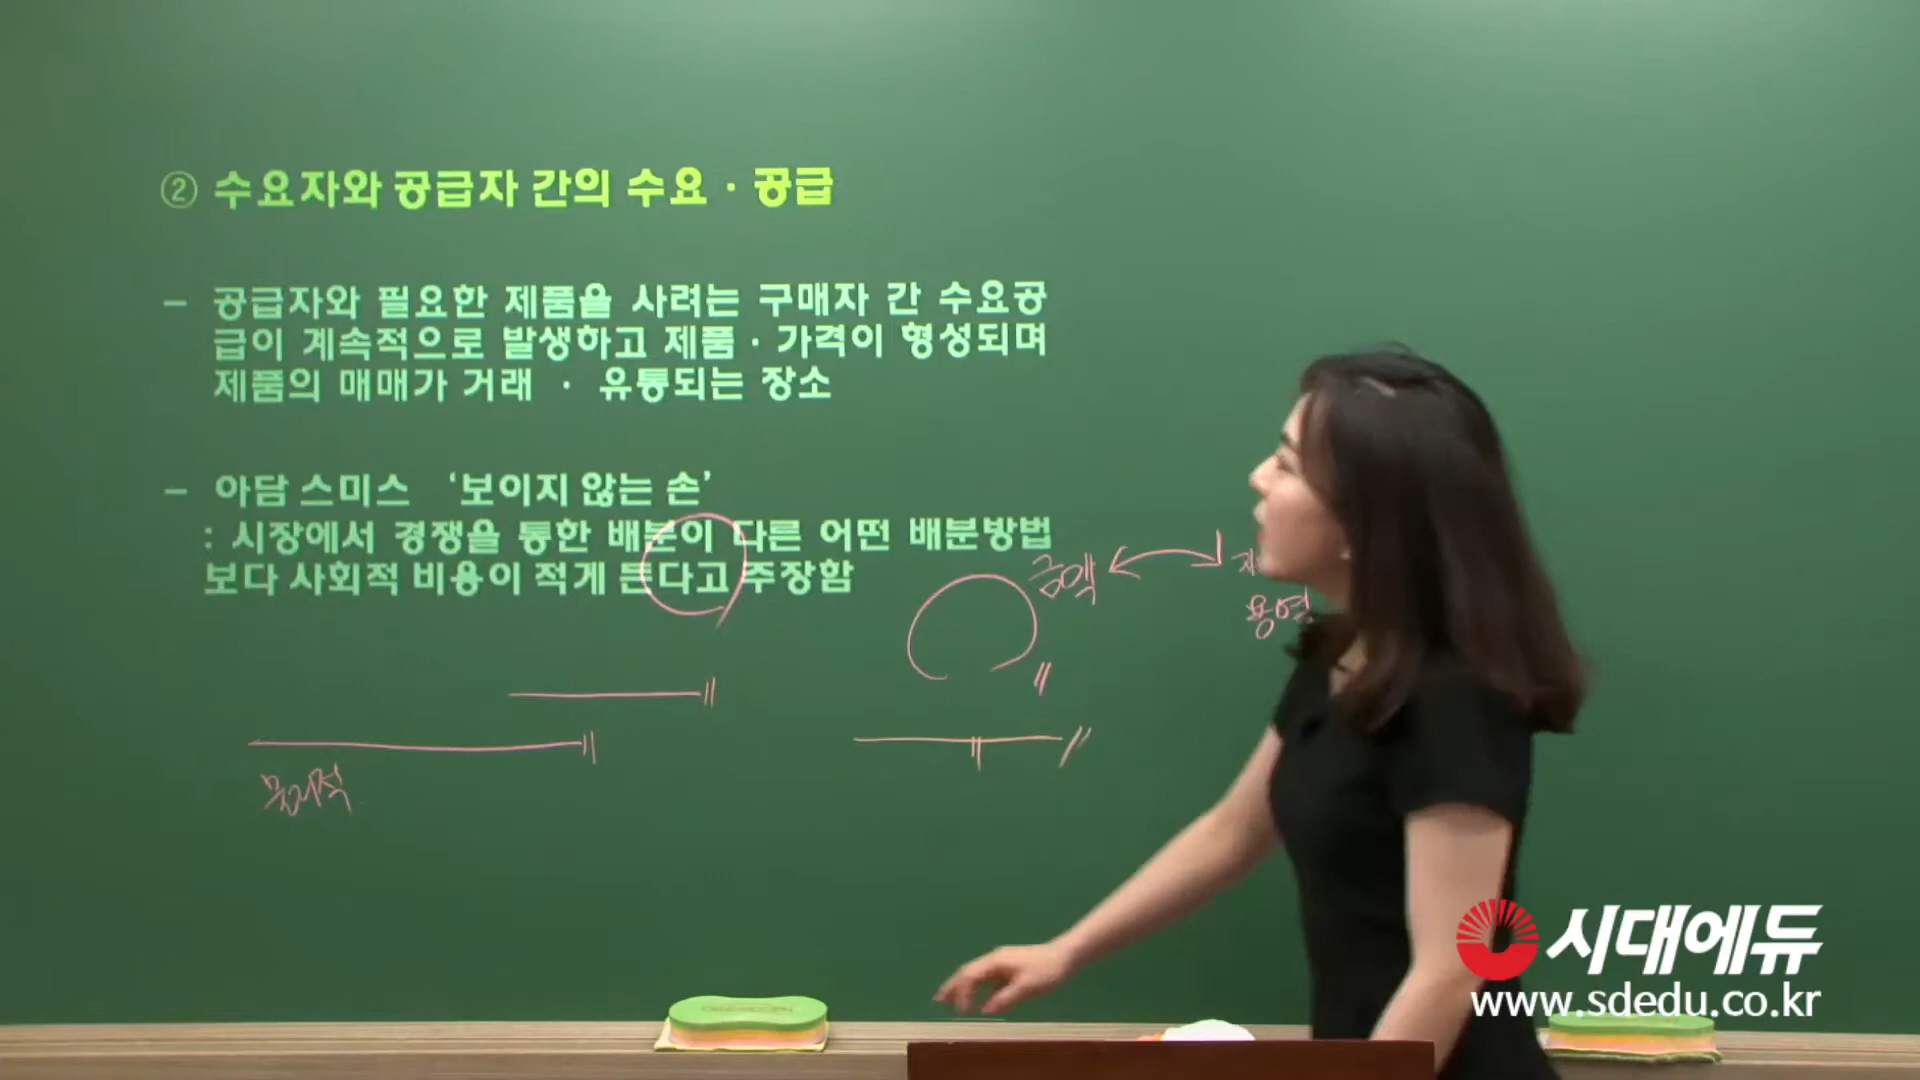 ② 수요자와 공급자 간의 수요 · 공급
– 공급자와 필요한 제품을 사려는 구매자 간 수요공
급이 계속적으로 발생하고 제품 · 가격이 형성되며
제품의 매매가 거래 · 유통되는 장소
– 아담 스미스 ‘보이지 않는 손’
: 시장에서 경쟁을 통한 배분이 다른 어떤 배분방법
보다 사회적 비용이 적게 든다고 주장함
금액
용역
물리적
시대에듀
www.sdedu.co.kr